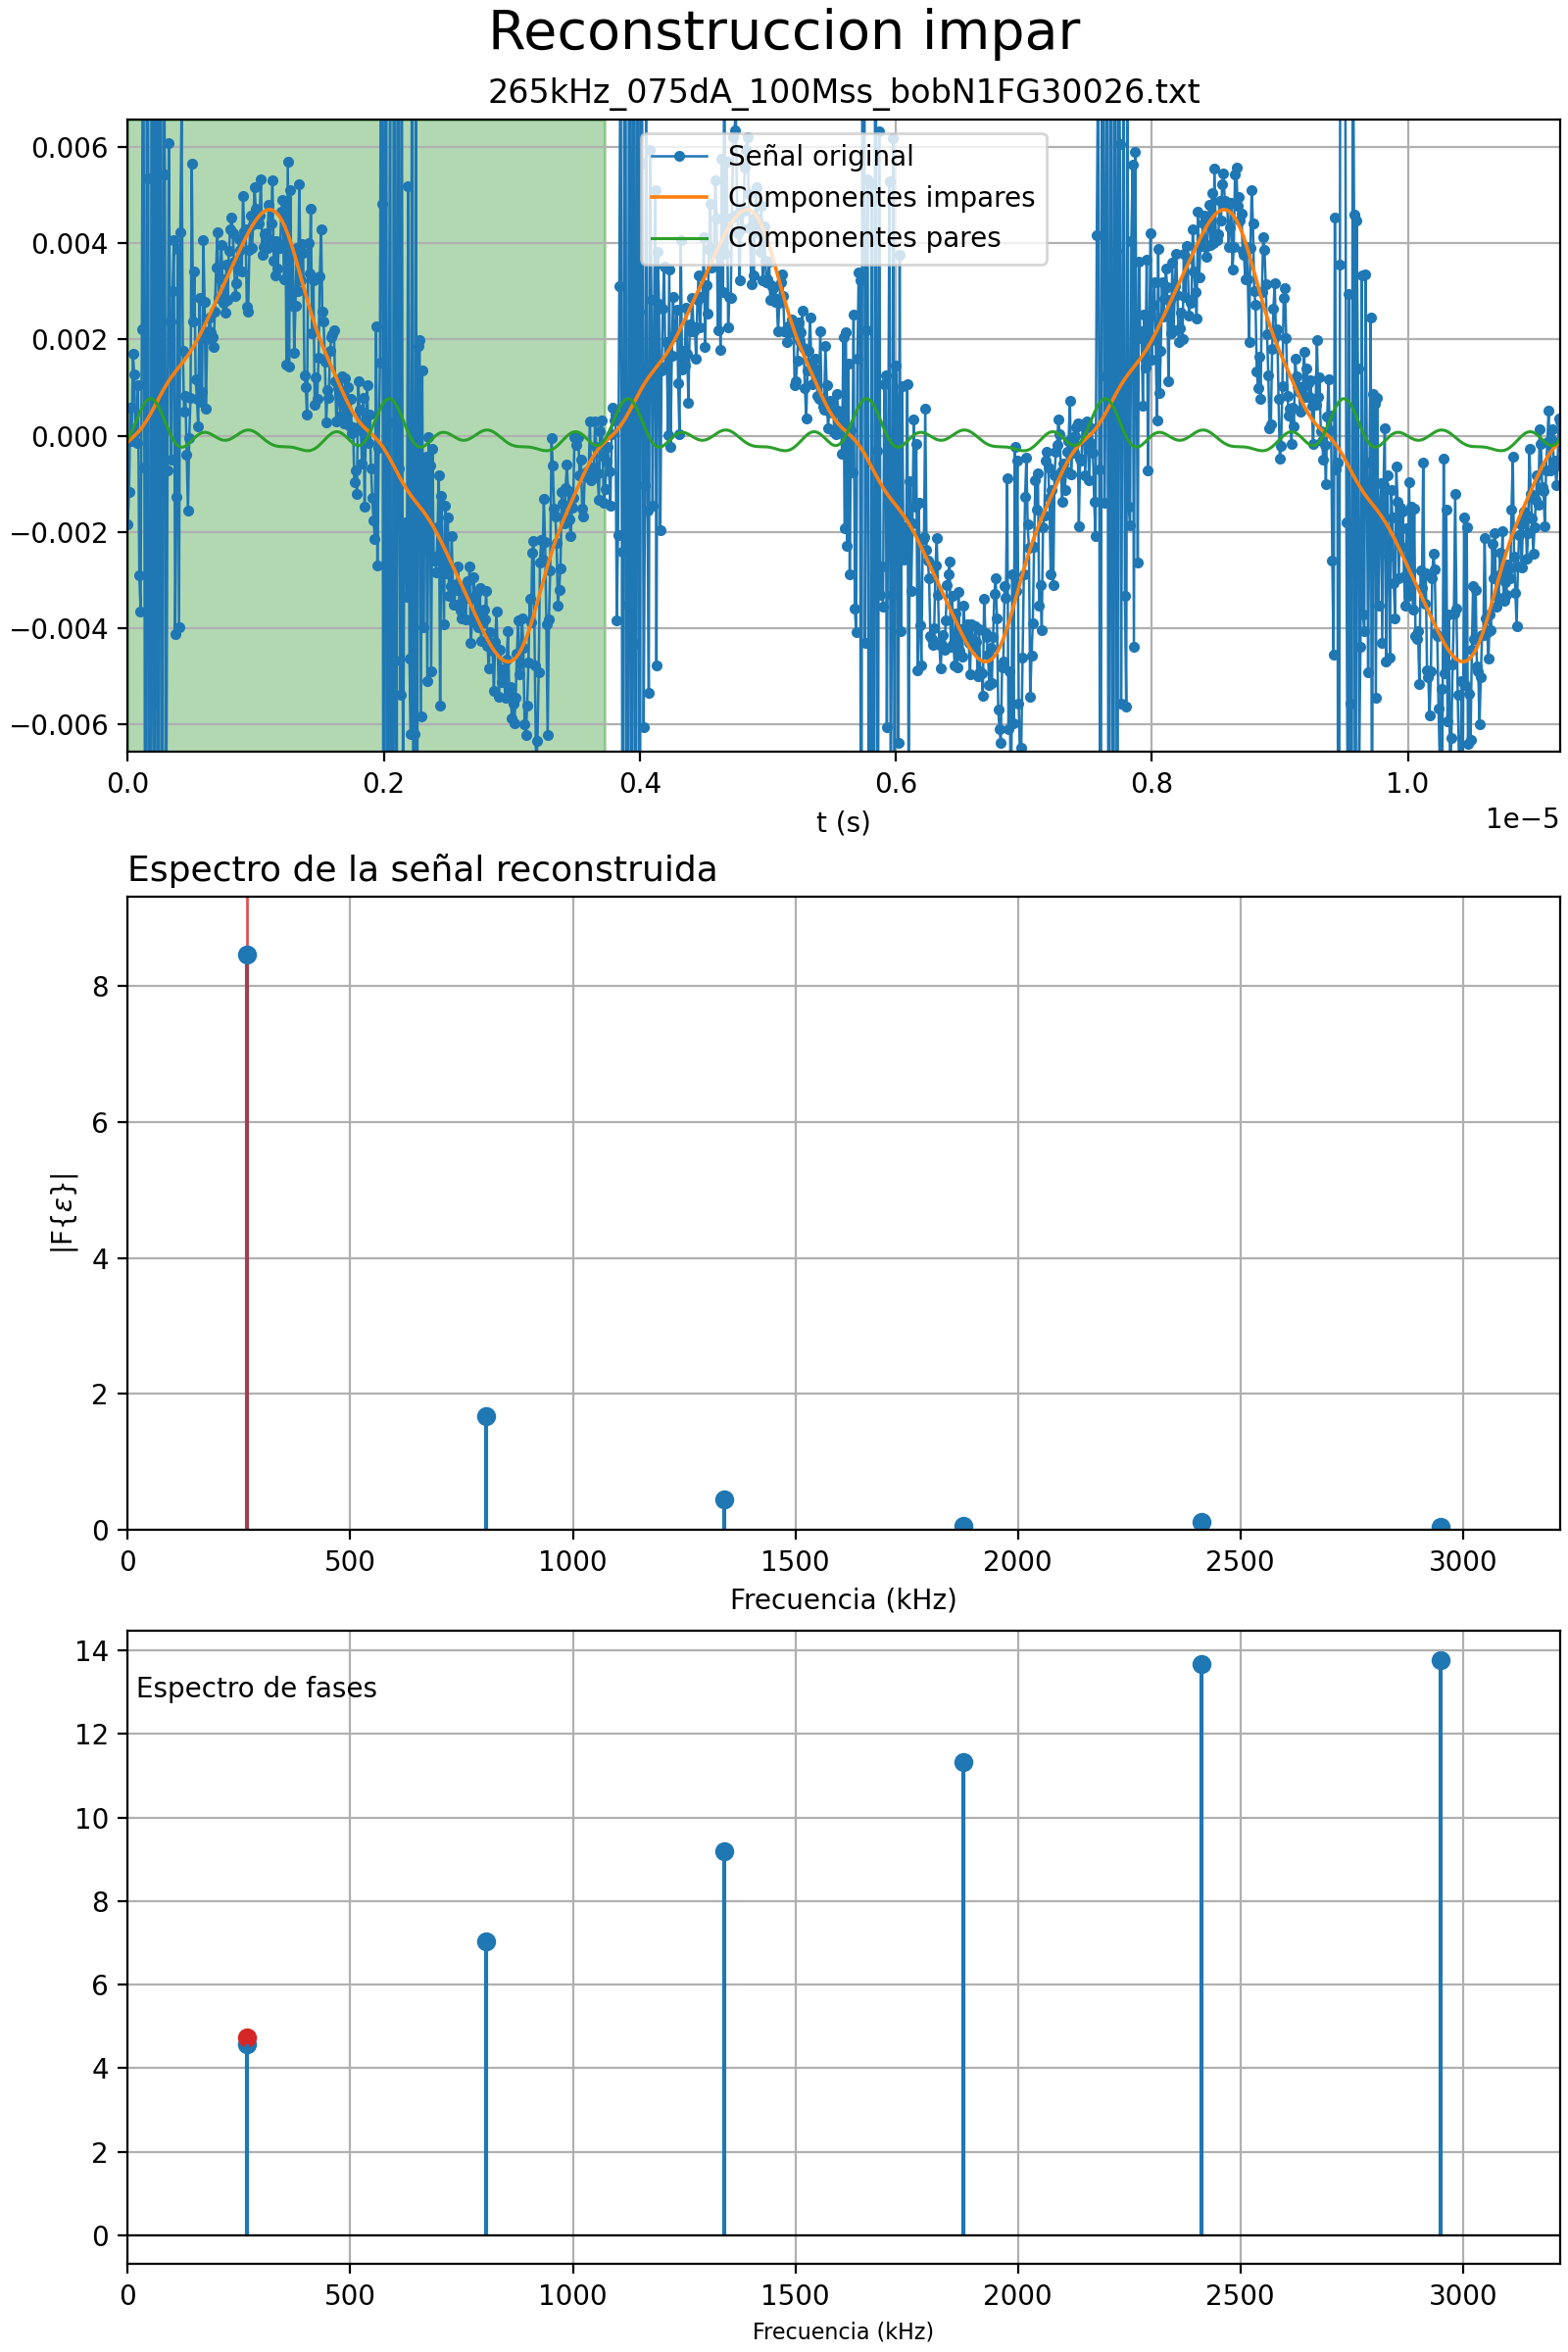 Reconstruccion impar
265kHz_075dA_100Mss_bobN1FG30026.txt
0.006
0.004
0.002
0.000
−0.002
−0.004
−0.006
Señal original
Componentes impares
Componentes pares
0.0 0.2 0.4 0.6 0.8 1.0
1e−5
t (s)
Espectro de la señal reconstruida
8
6
4
2
0
|F{ε}|
0 500 1000 1500 2000 2500 3000
Frecuencia (kHz)
14
12
10
8
6
4
2
0
Espectro de fases
0 500 1000 1500 2000 2500 3000
Frecuencia (kHz)